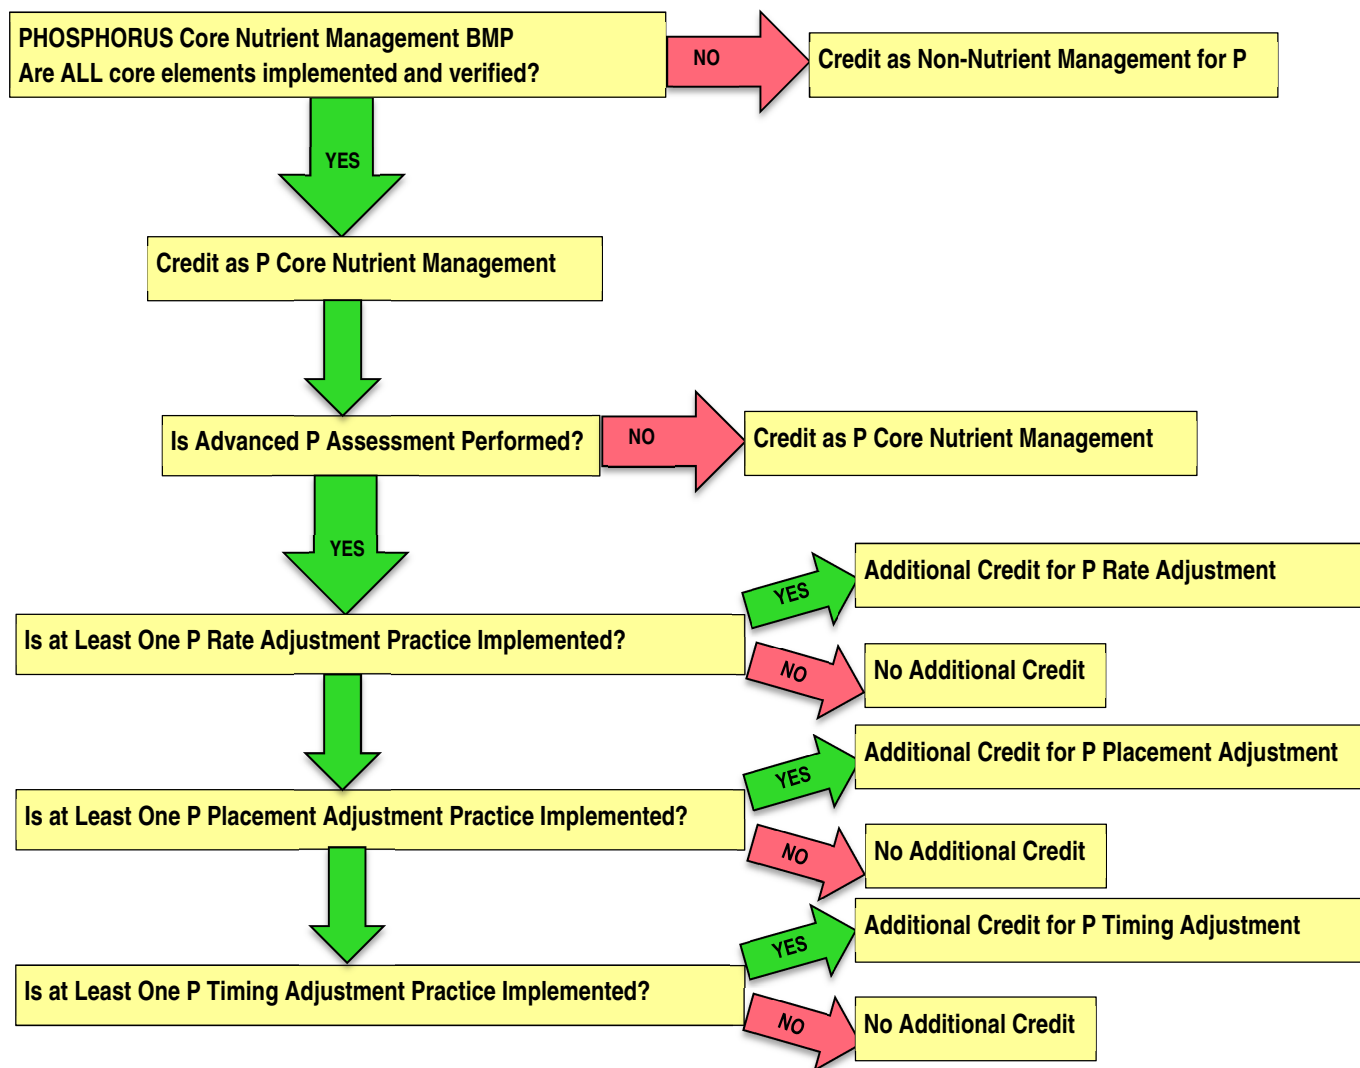 PHOSPHORUS Core Nutrient Management BMP
Are ALL core elements implemented and verified?
NO
Credit as Non-Nutrient Management for P
YES
Credit as P Core Nutrient Management
Is Advanced P Assessment Performed?
NO
Credit as P Core Nutrient Management
YES
Is at Least One P Rate Adjustment Practice Implemented?
YES
Additional Credit for P Rate Adjustment
NO
No Additional Credit
Is at Least One P Placement Adjustment Practice Implemented?
YES
Additional Credit for P Placement Adjustment
NO
No Additional Credit
Is at Least One P Timing Adjustment Practice Implemented?
YES
Additional Credit for P Timing Adjustment
NO
No Additional Credit